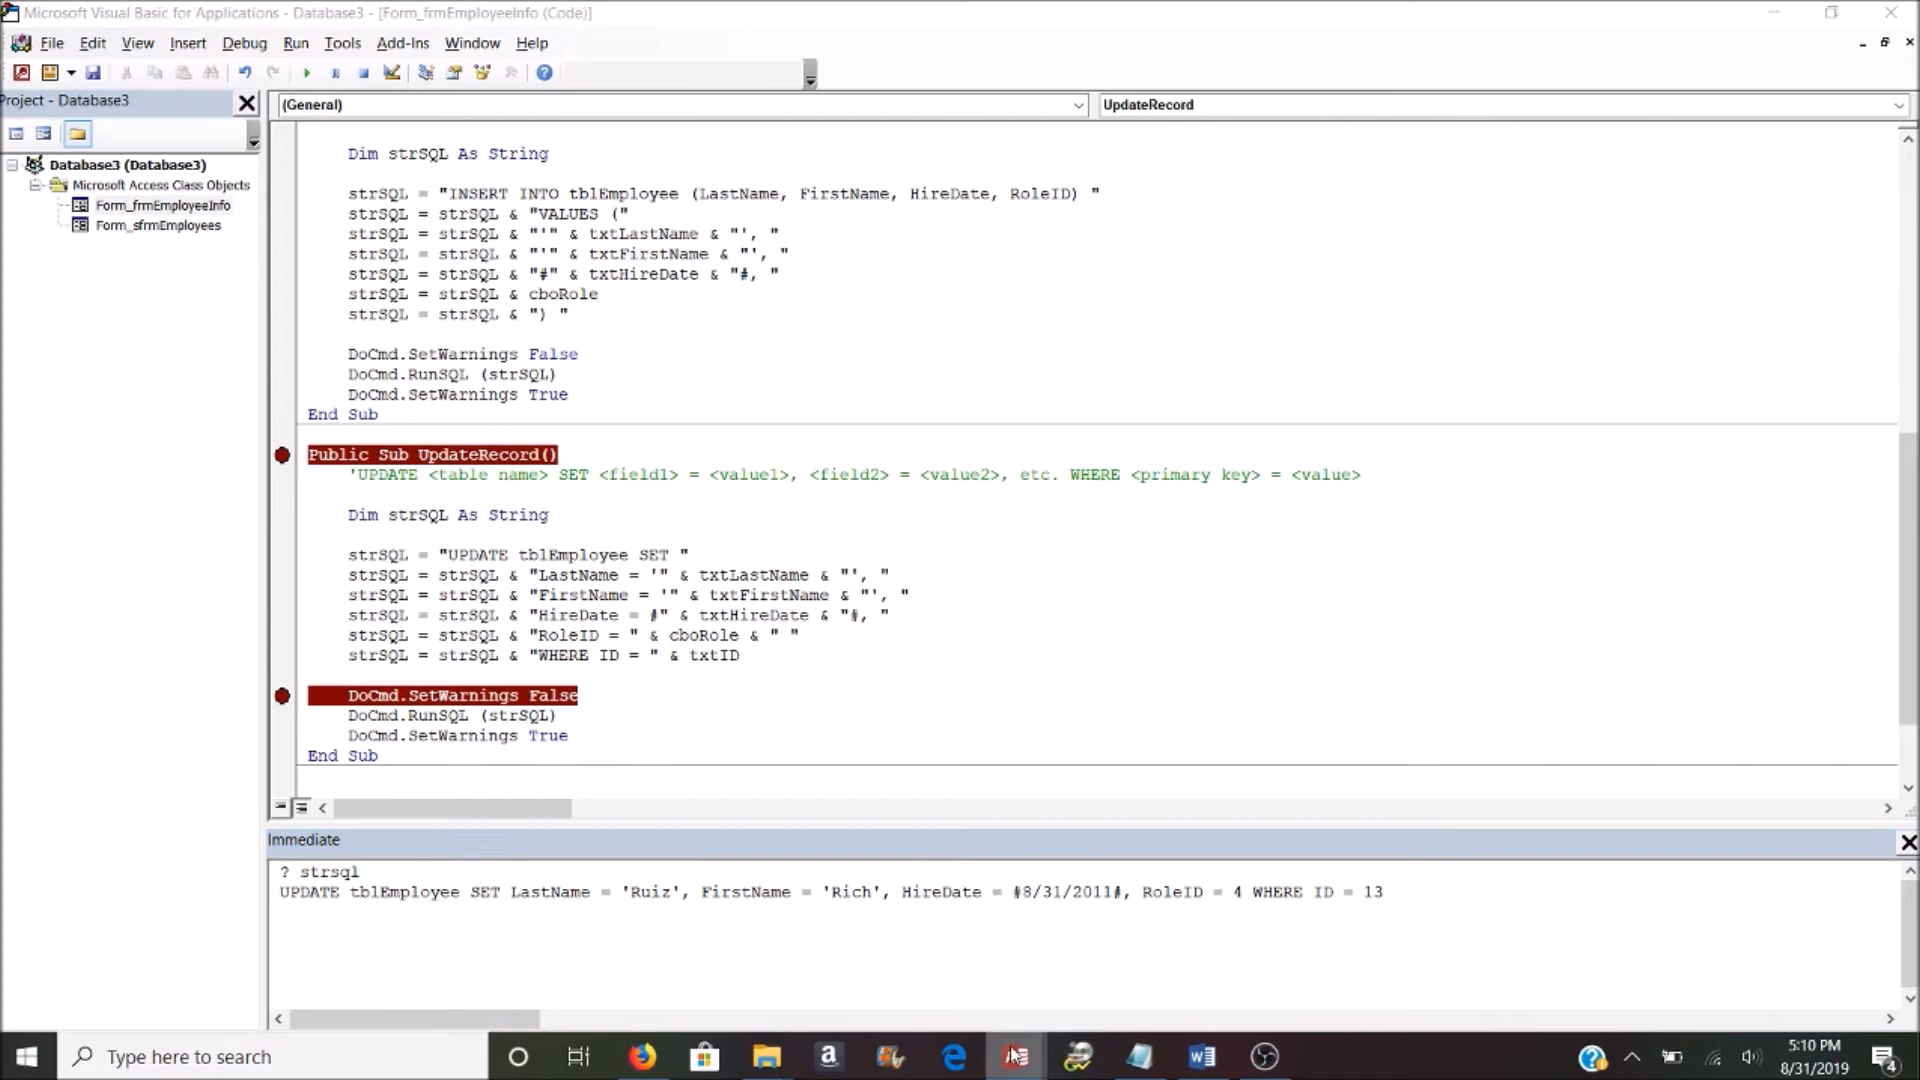 Microsoft Visual Basic for Applications - Database3 - [Form_frmEmployeeInfo (Code)]
File Edit View Insert Debug Run Tools Add-Ins Window Help
Project - Database3
(General)
UpdateRecord
Database3 (Database3)
Microsoft Access Class Objects
Form_frmEmployeeInfo
Form_sfrmEmployees
Dim strSQL As String
strSQL = "INSERT INTO tblEmployee (LastName, FirstName, HireDate, RoleID) "
strSQL = strSQL & "VALUES ("
strSQL = strSQL & "'" & txtLastName & "', "
strSQL = strSQL & "'" & txtFirstName & "', "
strSQL = strSQL & "#" & txtHireDate & "#, "
strSQL = strSQL & cboRole
strSQL = strSQL & ") "
DoCmd.SetWarnings False
DoCmd.RunSQL (strSQL)
DoCmd.SetWarnings True
End Sub
Public Sub UpdateRecord()
'UPDATE <table name> SET <field1> = <value1>, <field2> = <value2>, etc. WHERE <primary key> = <value>
Dim strSQL As String
strSQL = "UPDATE tblEmployee SET "
strSQL = strSQL & "LastName = '" & txtLastName & "', "
strSQL = strSQL & "FirstName = '" & txtFirstName & "', "
strSQL = strSQL & "HireDate = #" & txtHireDate & "#, "
strSQL = strSQL & "RoleID = " & cboRole & " "
strSQL = strSQL & "WHERE ID = " & txtID
DoCmd.SetWarnings False
DoCmd.RunSQL (strSQL)
DoCmd.SetWarnings True
End Sub
Immediate
? strsql
UPDATE tblEmployee SET LastName = 'Ruiz', FirstName = 'Rich', HireDate = #8/31/2011#, RoleID = 4 WHERE ID = 13
Type here to search
5:10 PM
8/31/2019
4